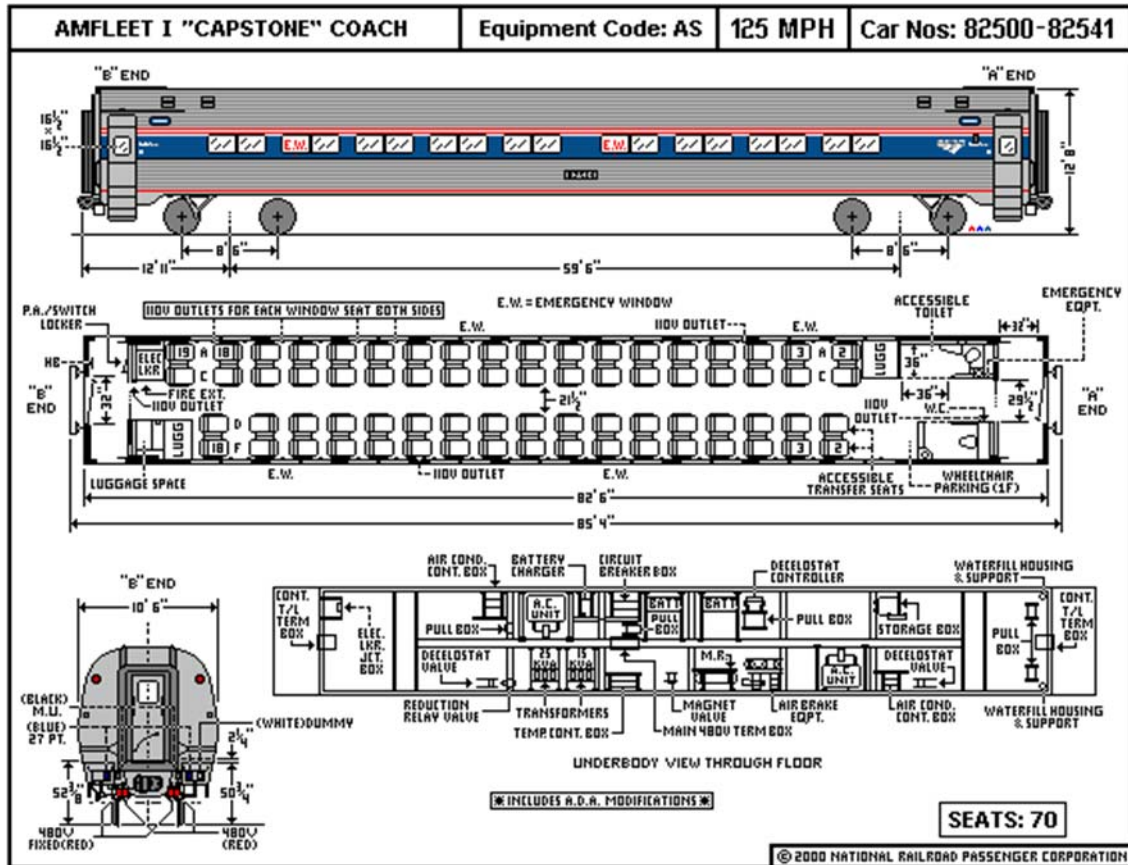 AMFLEET I "CAPSTONE" COACH
Equipment Code: AS
125 MPH
Car Nos: 82500-82541
"B" END
"A" END
16½"
x
16½"
E.W.
E.W.
12'8"
8'6"
8'6"
12'11"
59'6"
P.A./SWITCH
LOCKER
110V OUTLETS FOR EACH WINDOW SEAT BOTH SIDES
E.W. = EMERGENCY WINDOW
ACCESSIBLE
TOILET
EMERGENCY
EQPT.
E.W.
110V OUTLET
E.W.
32"
HB
ELEC
LKR
19 A 18
C
3 A 2
C
LUGG
36"
"B"
END
32"
FIRE EXT.
110V OUTLET
21½"
36"
29½"
"A"
END
110V
OUTLET
W.C.
LUGG
D
18 F
3 2
E.W.
110V OUTLET
E.W.
LUGGAGE SPACE
ACCESSIBLE
TRANSFER SEATS
WHEELCHAIR
PARKING (1F)
82'6"
85'4"
"B" END
10'6"
(BLACK)
M.U.
(BLUE)
27 PT.
(WHITE)DUMMY
2¼"
52⅜"
50¾"
480V
FIXED(RED)
480V
(RED)
AIR COND.
CONT. BOX
BATTERY
CHARGER
CIRCUIT
BREAKER BOX
DECELOSTAT
CONTROLLER
WATERFILL HOUSING
& SUPPORT
CONT.
T/L
TERM
BOX
ELEC.
LKR.
JCT.
BOX
PULL BOX
A.C.
UNIT
PULL
BOX
BATT
BATT
PULL BOX
STORAGE BOX
PULL
BOX
CONT.
T/L
TERM
BOX
DECELOSTAT
VALVE
25
KVA
15
KVA
M.R.
A.C.
UNIT
DECELOSTAT
VALVE
REDUCTION
RELAY VALVE
TRANSFORMERS
TEMP. CONT. BOX
MAGNET
VALVE
MAIN 480V TERM BOX
AIR BRAKE
EQPT.
AIR COND.
CONT. BOX
WATERFILL HOUSING
& SUPPORT
UNDERBODY VIEW THROUGH FLOOR
※ INCLUDES A.D.A. MODIFICATIONS ※
SEATS: 70
© 2000 NATIONAL RAILROAD PASSENGER CORPORATION